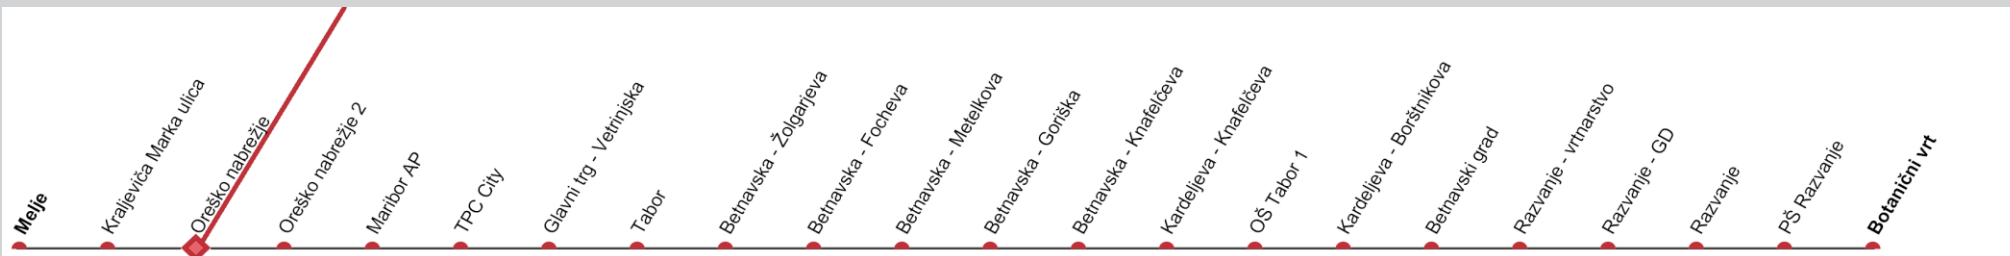 Melje
Kraljeviča Marka ulica
Oreško nabrežje
Oreško nabrežje 2
Maribor AP
TPC City
Glavni trg - Vetrinjska
Tabor
Betnavska - Žolgarjeva
Betnavska - Focheva
Betnavska - Metelkova
Betnavska - Goriška
Betnavska - Knafelčeva
Kardeljeva - Knafelčeva
OŠ Tabor 1
Kardeljeva - Borštnikova
Betnavski grad
Razvanje - vrtnarstvo
Razvanje - GD
Razvanje
PŠ Razvanje
Botanični vrt